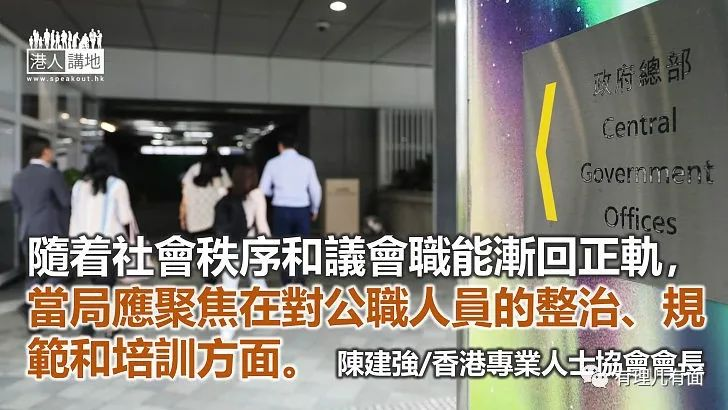 港人講地
www.speakout.hk
政府總部
Central
Government
Offices
隨着社會秩序和議會職能漸回正軌，
當局應聚焦在對公職人員的整治、規
範和培訓方面。
陳建強/香港專業人士協會會長
有理儿有面